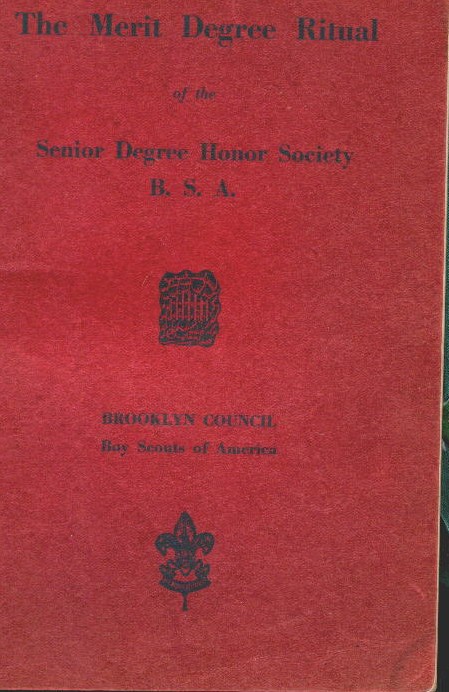 The Merit Degree Ritual
of the
Senior Degree Honor Society
B. S. A.
BROOKLYN COUNCIL
Boy Scouts of America